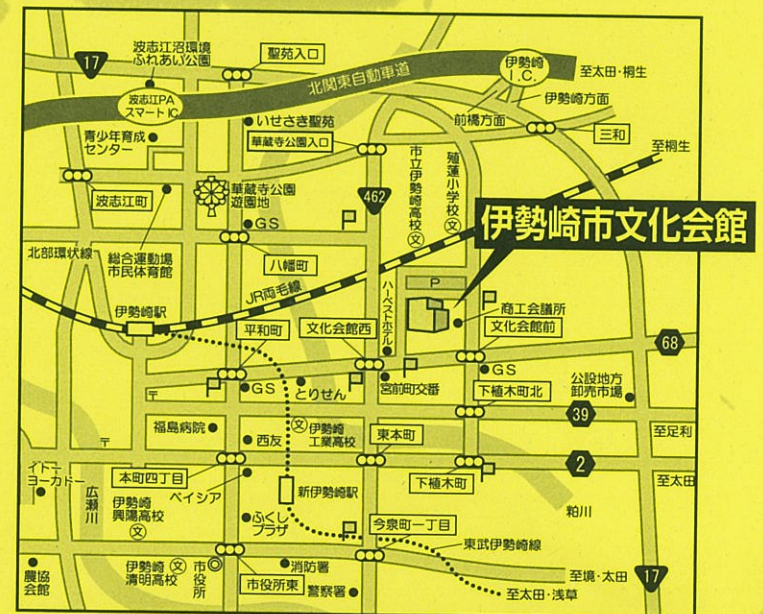 17
波志江沼環境
ふれあい公園
聖苑入口
伊勢崎
I.C.
至太田・桐生
北関東自動車道
波志江PA
スマートIC
伊勢崎方面
前橋方面
いせさき聖苑
青少年育成
センター
華蔵寺公園入口
三和
至桐生
波志江町
華蔵寺公園
遊園地
462
市立伊勢崎高校
文
殖蓮小学校
文
GS
伊勢崎市文化会館
北部環状線
総合運動場
市民体育館
八幡町
JR両毛線
P
ハーベストホテル
商工会議所
伊勢崎駅
平和町
文化会館西
文化会館前
68
GS
とりせん
宮前町交番
GS
公設地方
卸売市場
下植木町北
39
福島病院
文
伊勢崎
工業高校
西友
東本町
至足利
イトー
ヨーカドー
本町四丁目
2
ベイシア
下植木町
至太田
広瀬川
伊勢崎
興陽高校
文
新伊勢崎駅
粕川
ふくし
プラザ
今泉町一丁目
東武伊勢崎線
農協
会館
伊勢崎
清明高校
文
市役所
市役所東
消防署
警察署
至境・太田
17
至太田・浅草